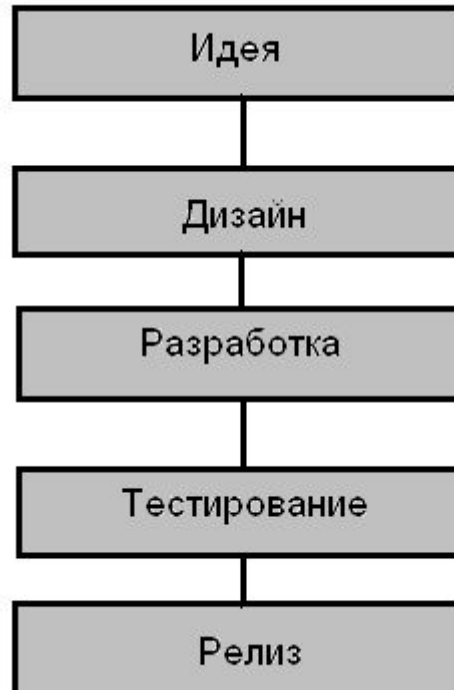 Идея
Дизайн
Разработка
Тестирование
Релиз